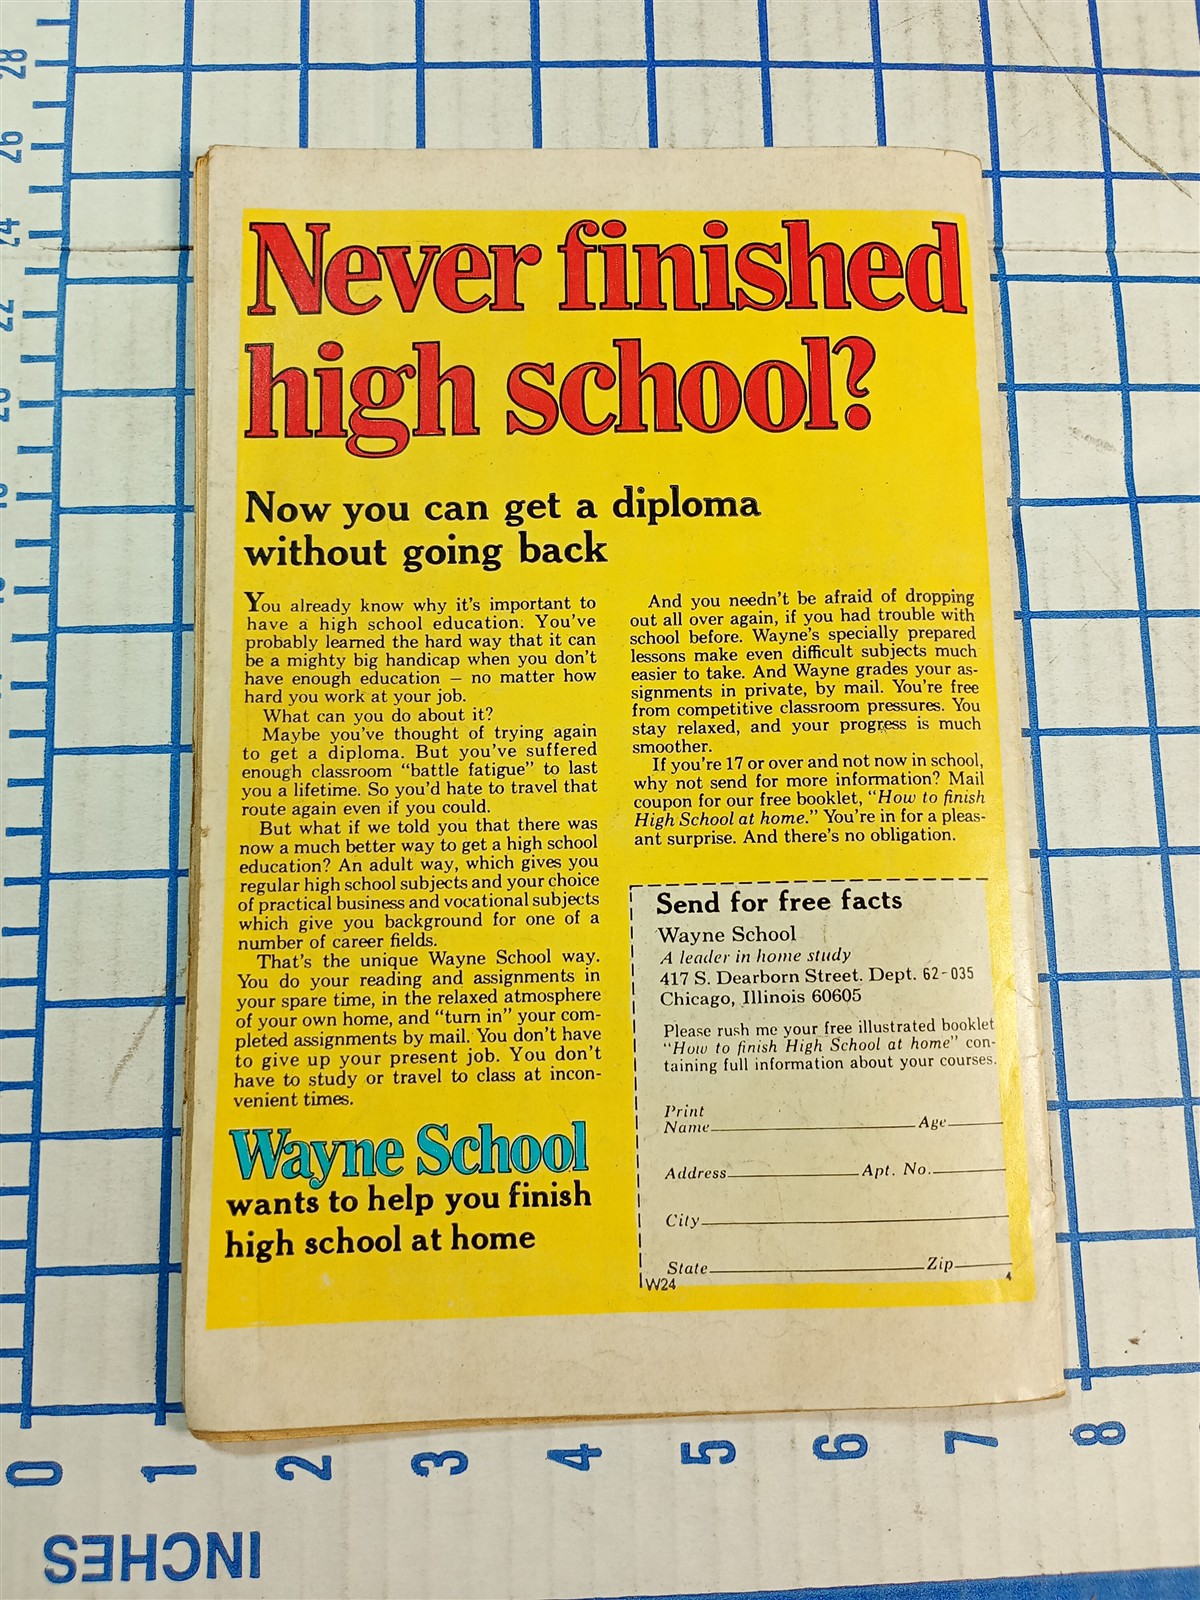 Never finished
high school?
Now you can get a diploma
without going back
You already know why it's important to
have a high school education. You've
probably learned the hard way that it can
be a mighty big handicap when you don't
have enough education — no matter how
hard you work at your job.
What can you do about it?
Maybe you've thought of trying again
to get a diploma. But you've suffered
enough classroom "battle fatigue" to last
you a lifetime. So you'd hate to travel that
route again even if you could.
But what if we told you that there was
now a much better way to get a high school
education? An adult way, which gives you
regular high school subjects and your choice
of practical business and vocational subjects
which give you background for one of a
number of career fields.
That's the unique Wayne School way.
You do your reading and assignments in
your spare time, in the relaxed atmosphere
of your own home, and "turn in" your com-
pleted assignments by mail. You don't have
to give up your present job. You don't
have to study or travel to class at incon-
venient times.
Wayne School
wants to help you finish
high school at home
And you needn't be afraid of dropping
out all over again, if you had trouble with
school before. Wayne's specially prepared
lessons make even difficult subjects much
easier to take. And Wayne grades your as-
signments in private, by mail. You're free
from competitive classroom pressures. You
stay relaxed, and your progress is much
smoother.
If you're 17 or over and not now in school,
why not send for more information? Mail
coupon for our free booklet, "How to finish
High School at home." You're in for a pleas-
ant surprise. And there's no obligation.
Send for free facts
Wayne School
A leader in home study
417 S. Dearborn Street. Dept. 62-035
Chicago, Illinois 60605
Please rush me your free illustrated booklet
"How to finish High School at home" con-
taining full information about your courses.
Print
Name Age
Address Apt. No.
City
State Zip
W24 4
28
26
24
22
20
0 1 2 3 4 5 6 7 8
INCHES